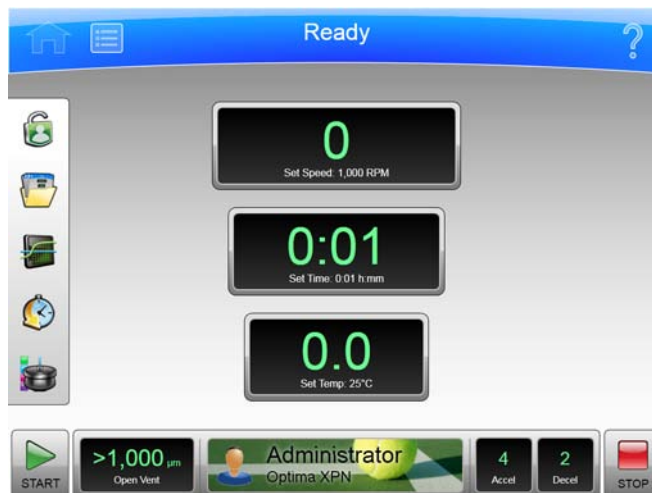 Ready
0
Set Speed: 1,000 RPM
0:01
Set Time: 0:01 h:mm
0.0
Set Temp: 25°C
START
>1,000 µm
Open Vent
Administrator
Optima XPN
4
Accel
2
Decel
STOP